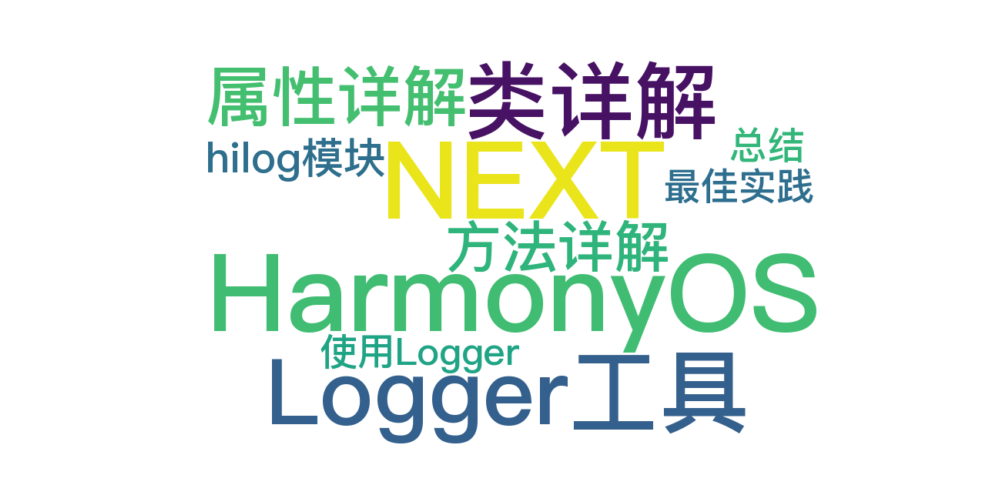 属性详解
类详解
hilog模块
NEXT
总结
最佳实践
方法详解
HarmonyOS
使用Logger
Logger工具